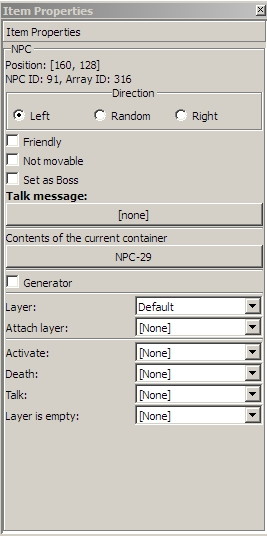 Item Properties
Item Properties
NPC
Position: [160, 128]
NPC ID: 91, Array ID: 316
Direction
Left Random Right
Friendly
Not movable
Set as Boss
Talk message:
[none]
Contents of the current container
NPC-29
Generator
Layer: Default
Attach layer: [None]
Activate: [None]
Death: [None]
Talk: [None]
Layer is empty: [None]